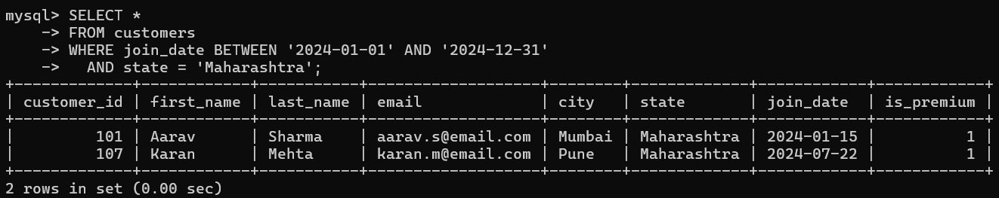 mysql> SELECT *
    -> FROM customers
    -> WHERE join_date BETWEEN '2024-01-01' AND '2024-12-31'
    ->   AND state = 'Maharashtra';
+-------------+------------+-----------+-------------------+--------+-------------+------------+------------+
| customer_id | first_name | last_name | email             | city   | state       | join_date  | is_premium |
+-------------+------------+-----------+-------------------+--------+-------------+------------+------------+
|         101 | Aarav      | Sharma    | aarav.s@email.com | Mumbai | Maharashtra | 2024-01-15 |          1 |
|         107 | Karan      | Mehta     | karan.m@email.com | Pune   | Maharashtra | 2024-07-22 |          1 |
+-------------+------------+-----------+-------------------+--------+-------------+------------+------------+
2 rows in set (0.00 sec)